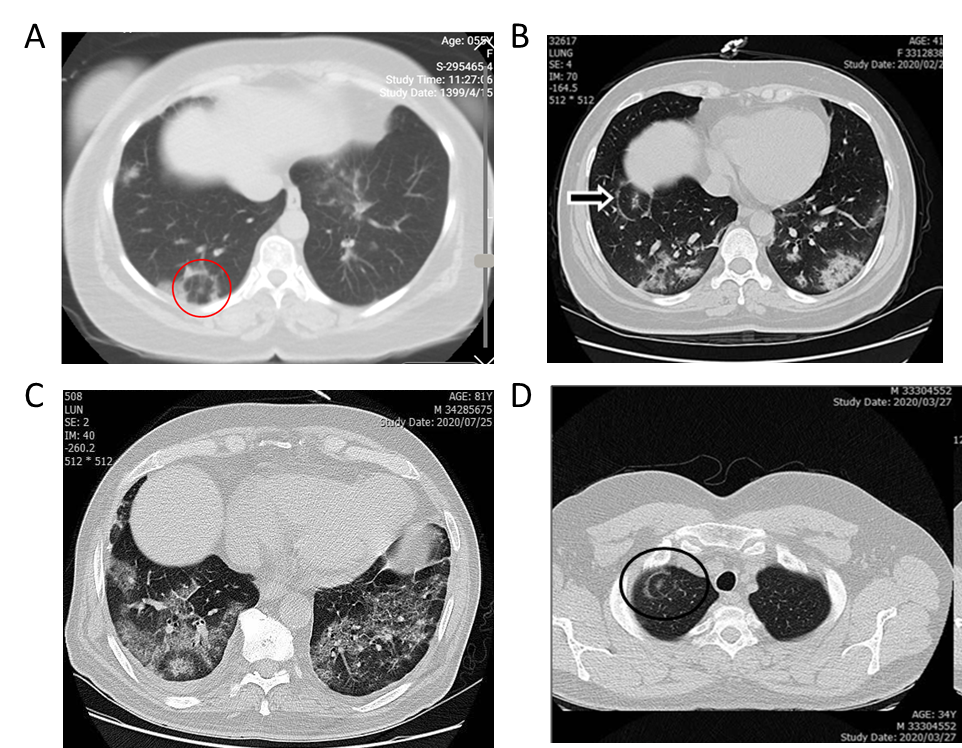 A
Age: 055Y
F
S-295465 4
Study Time: 11:27:06
Study Date: 1399/4/15
B
32617
LUNG
SE: 4
IM: 70
-164.5
512 * 512
AGE: 41
F 3312838
Study Date: 2020/02/2
C
508
LUN
SE: 2
IM: 40
-260.2
512 * 512
AGE: 81Y
M 34285675
Study Date: 2020/07/25
D
M 33304552
Study Date: 2020/03/27
AGE: 34Y
M 33304552
Study Date: 2020/03/27